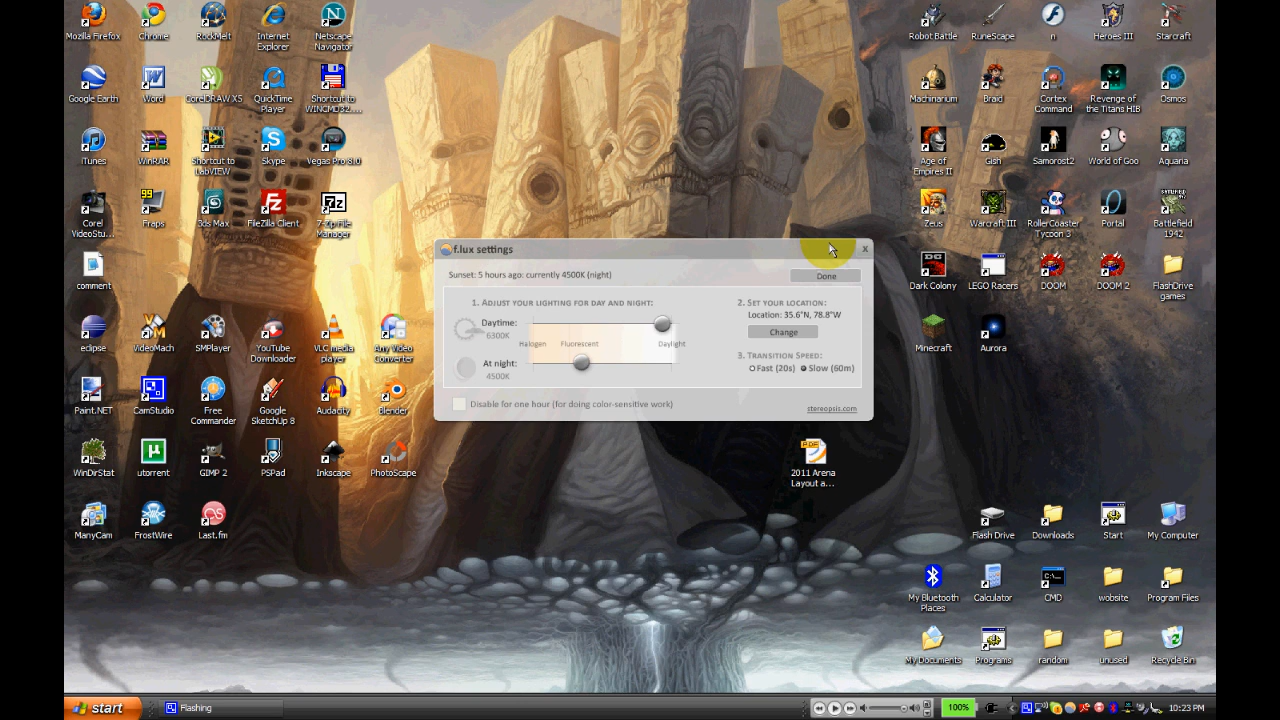 Mozilla Firefox
Chrome
RockMelt
Internet
Explorer
Netscape
Navigator
Robot Battle
RuneScape
n
Heroes III
Starcraft
Google Earth
Word
CorelDRAW X5
QuickTime
Player
Shortcut to
WINCMD32....
Machinarium
Braid
Cortex
Command
Revenge of
the Titans HIB
Osmos
iTunes
WinRAR
Shortcut to
LabVIEW
Skype
Vegas Pro 8.0
Age of
Empires II
Gish
Samorost2
World of Goo
Aquaria
99
Corel
VideoStu...
Fraps
3ds Max
FileZilla Client
7-Zip File
Manager
Zeus
Warcraft III
RollerCoaster
Tycoon 3
Portal
Battlefield
1942
f.lux settings
x
Sunset: 5 hours ago: currently 4500K (night)
Done
1. Adjust your lighting for day and night:
Daytime:
6300K
Halogen
Fluorescent
Daylight
At night:
4500K
2. Set your location:
Location: 35.6°N, 78.8°W
Change
3. Transition Speed:
Fast (20s)
Slow (60m)
Disable for one hour (for doing color-sensitive work)
stereopsis.com
comment
Dark Colony
LEGO Racers
DOOM
DOOM 2
FlashDrive
games
eclipse
VideoMach
SMPlayer
YouTube
Downloader
VLC media
player
Any Video
Converter
Minecraft
Aurora
Paint.NET
CamStudio
Free
Commander
Google
SketchUp 8
Audacity
Blender
WinDirStat
utorrent
GIMP 2
PSPad
Inkscape
PhotoScape
PDF
2011 Arena
Layout a...
ManyCam
FrostWire
Last.fm
Flash Drive
Downloads
Start
My Computer
My Bluetooth
Places
Calculator
CMD
website
Program Files
My Documents
Programs
random
unused
Recycle Bin
start
Flashing
100%
10:23 PM